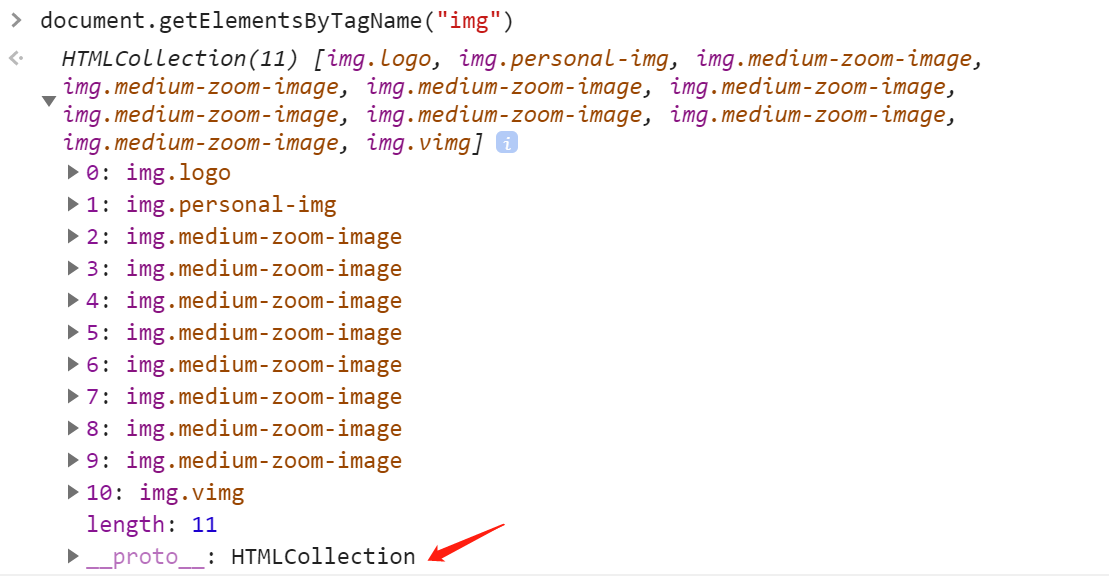 > document.getElementsByTagName("img")
HTMLCollection(11) [img.logo, img.personal-img, img.medium-zoom-image,
img.medium-zoom-image, img.medium-zoom-image, img.medium-zoom-image,
img.medium-zoom-image, img.medium-zoom-image, img.medium-zoom-image,
img.medium-zoom-image, img.vimg] i
0: img.logo
1: img.personal-img
2: img.medium-zoom-image
3: img.medium-zoom-image
4: img.medium-zoom-image
5: img.medium-zoom-image
6: img.medium-zoom-image
7: img.medium-zoom-image
8: img.medium-zoom-image
9: img.medium-zoom-image
10: img.vimg
length: 11
__proto__: HTMLCollection